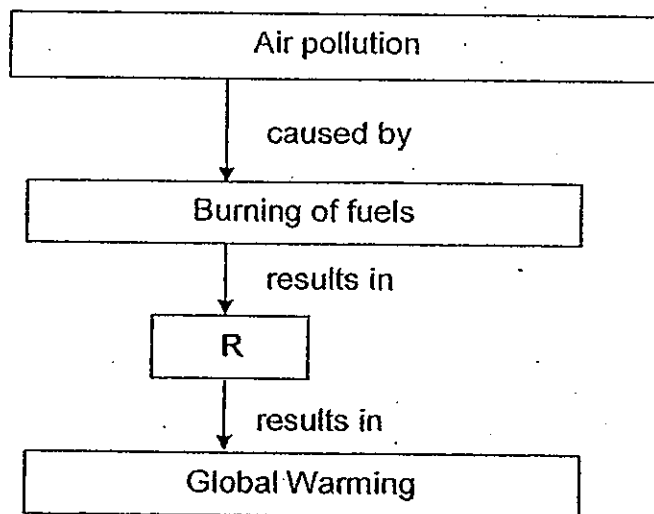 Air pollution
caused by
Burning of fuels
results in
R
results in
Global Warming